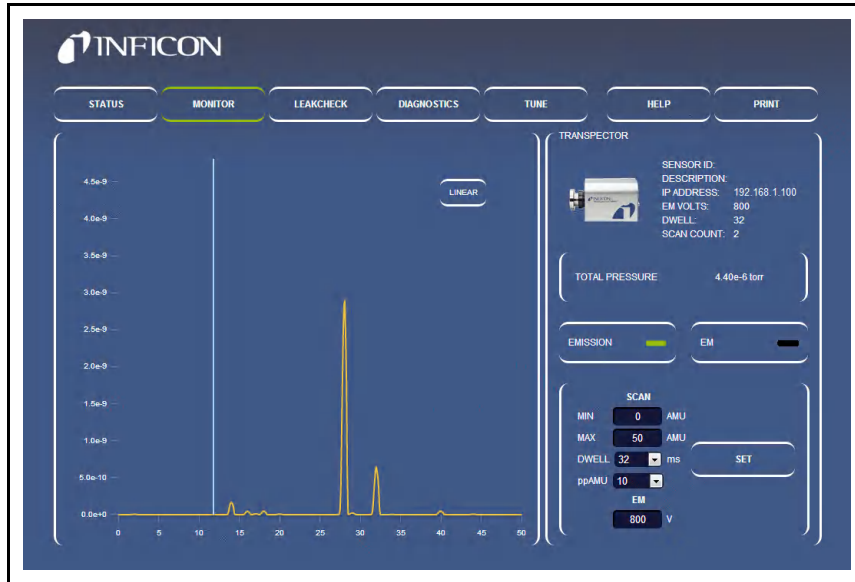 INFICON
STATUS MONITOR LEAKCHECK DIAGNOSTICS TUNE HELP PRINT
LINEAR
4.5e-9
4.0e-9
3.5e-9
3.0e-9
2.5e-9
2.0e-9
1.5e-9
1.0e-9
5.0e-10
0.0e+0
0 5 10 15 20 25 30 35 40 45 50
TRANSPECTOR
SENSOR ID:
DESCRIPTION:
IP ADDRESS: 192.168.1.100
EM VOLTS: 800
DWELL: 32
SCAN COUNT: 2
TOTAL PRESSURE 4.40e-6 torr
EMISSION EM
SCAN
MIN 0 AMU
MAX 50 AMU
DWELL 32 ms
ppAMU 10
SET
EM
800 V